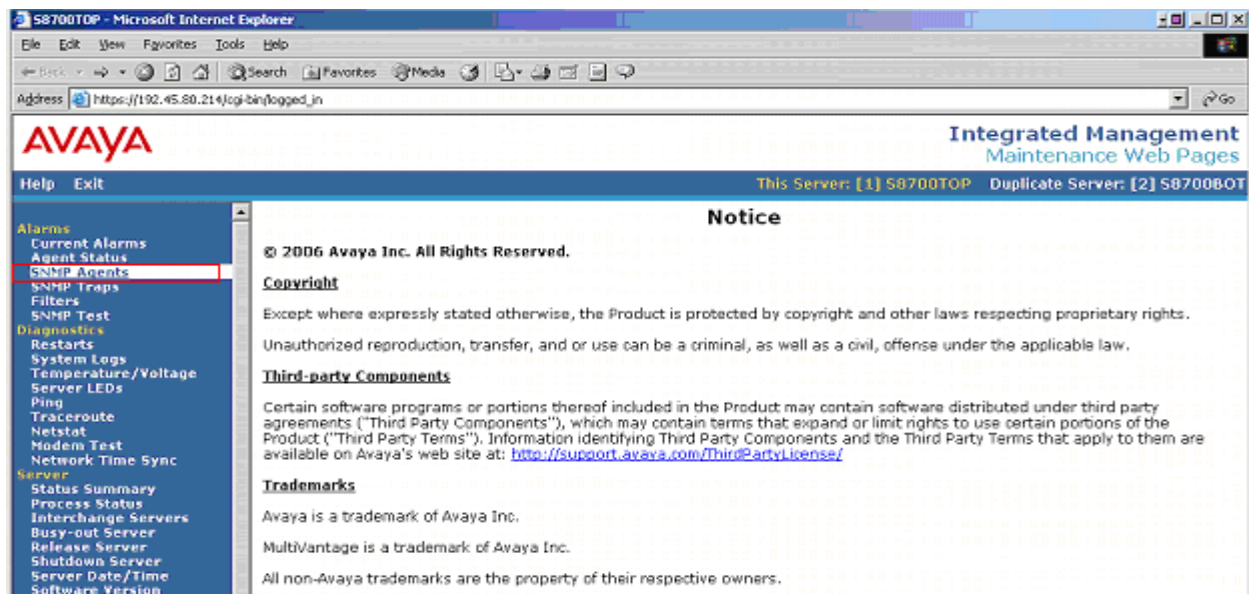 S8700TOP - Microsoft Internet Explorer
File Edit View Favorites Tools Help
Back Search Favorites Media
Address https://192.45.80.214/cgi-bin/logged_in Go
AVAYA
Integrated Management
Maintenance Web Pages
Help Exit This Server: [1] S8700TOP Duplicate Server: [2] S8700BOT
Alarms
Current Alarms
Agent Status
SNMP Agents
SNMP Traps
Filters
SNMP Test
Diagnostics
Restarts
System Logs
Temperature/Voltage
Server LEDs
Ping
Traceroute
Netstat
Modem Test
Network Time Sync
Server
Status Summary
Process Status
Interchange Servers
Busy-out Server
Release Server
Shutdown Server
Server Date/Time
Software Version
Notice
© 2006 Avaya Inc. All Rights Reserved.
Copyright
Except where expressly stated otherwise, the Product is protected by copyright and other laws respecting proprietary rights.
Unauthorized reproduction, transfer, and or use can be a criminal, as well as a civil, offense under the applicable law.
Third-party Components
Certain software programs or portions thereof included in the Product may contain software distributed under third party
agreements ("Third Party Components"), which may contain terms that expand or limit rights to use certain portions of the
Product ("Third Party Terms"). Information identifying Third Party Components and the Third Party Terms that apply to them are
available on Avaya's web site at: http://support.avaya.com/ThirdPartyLicense/
Trademarks
Avaya is a trademark of Avaya Inc.
MultiVantage is a trademark of Avaya Inc.
All non-Avaya trademarks are the property of their respective owners.